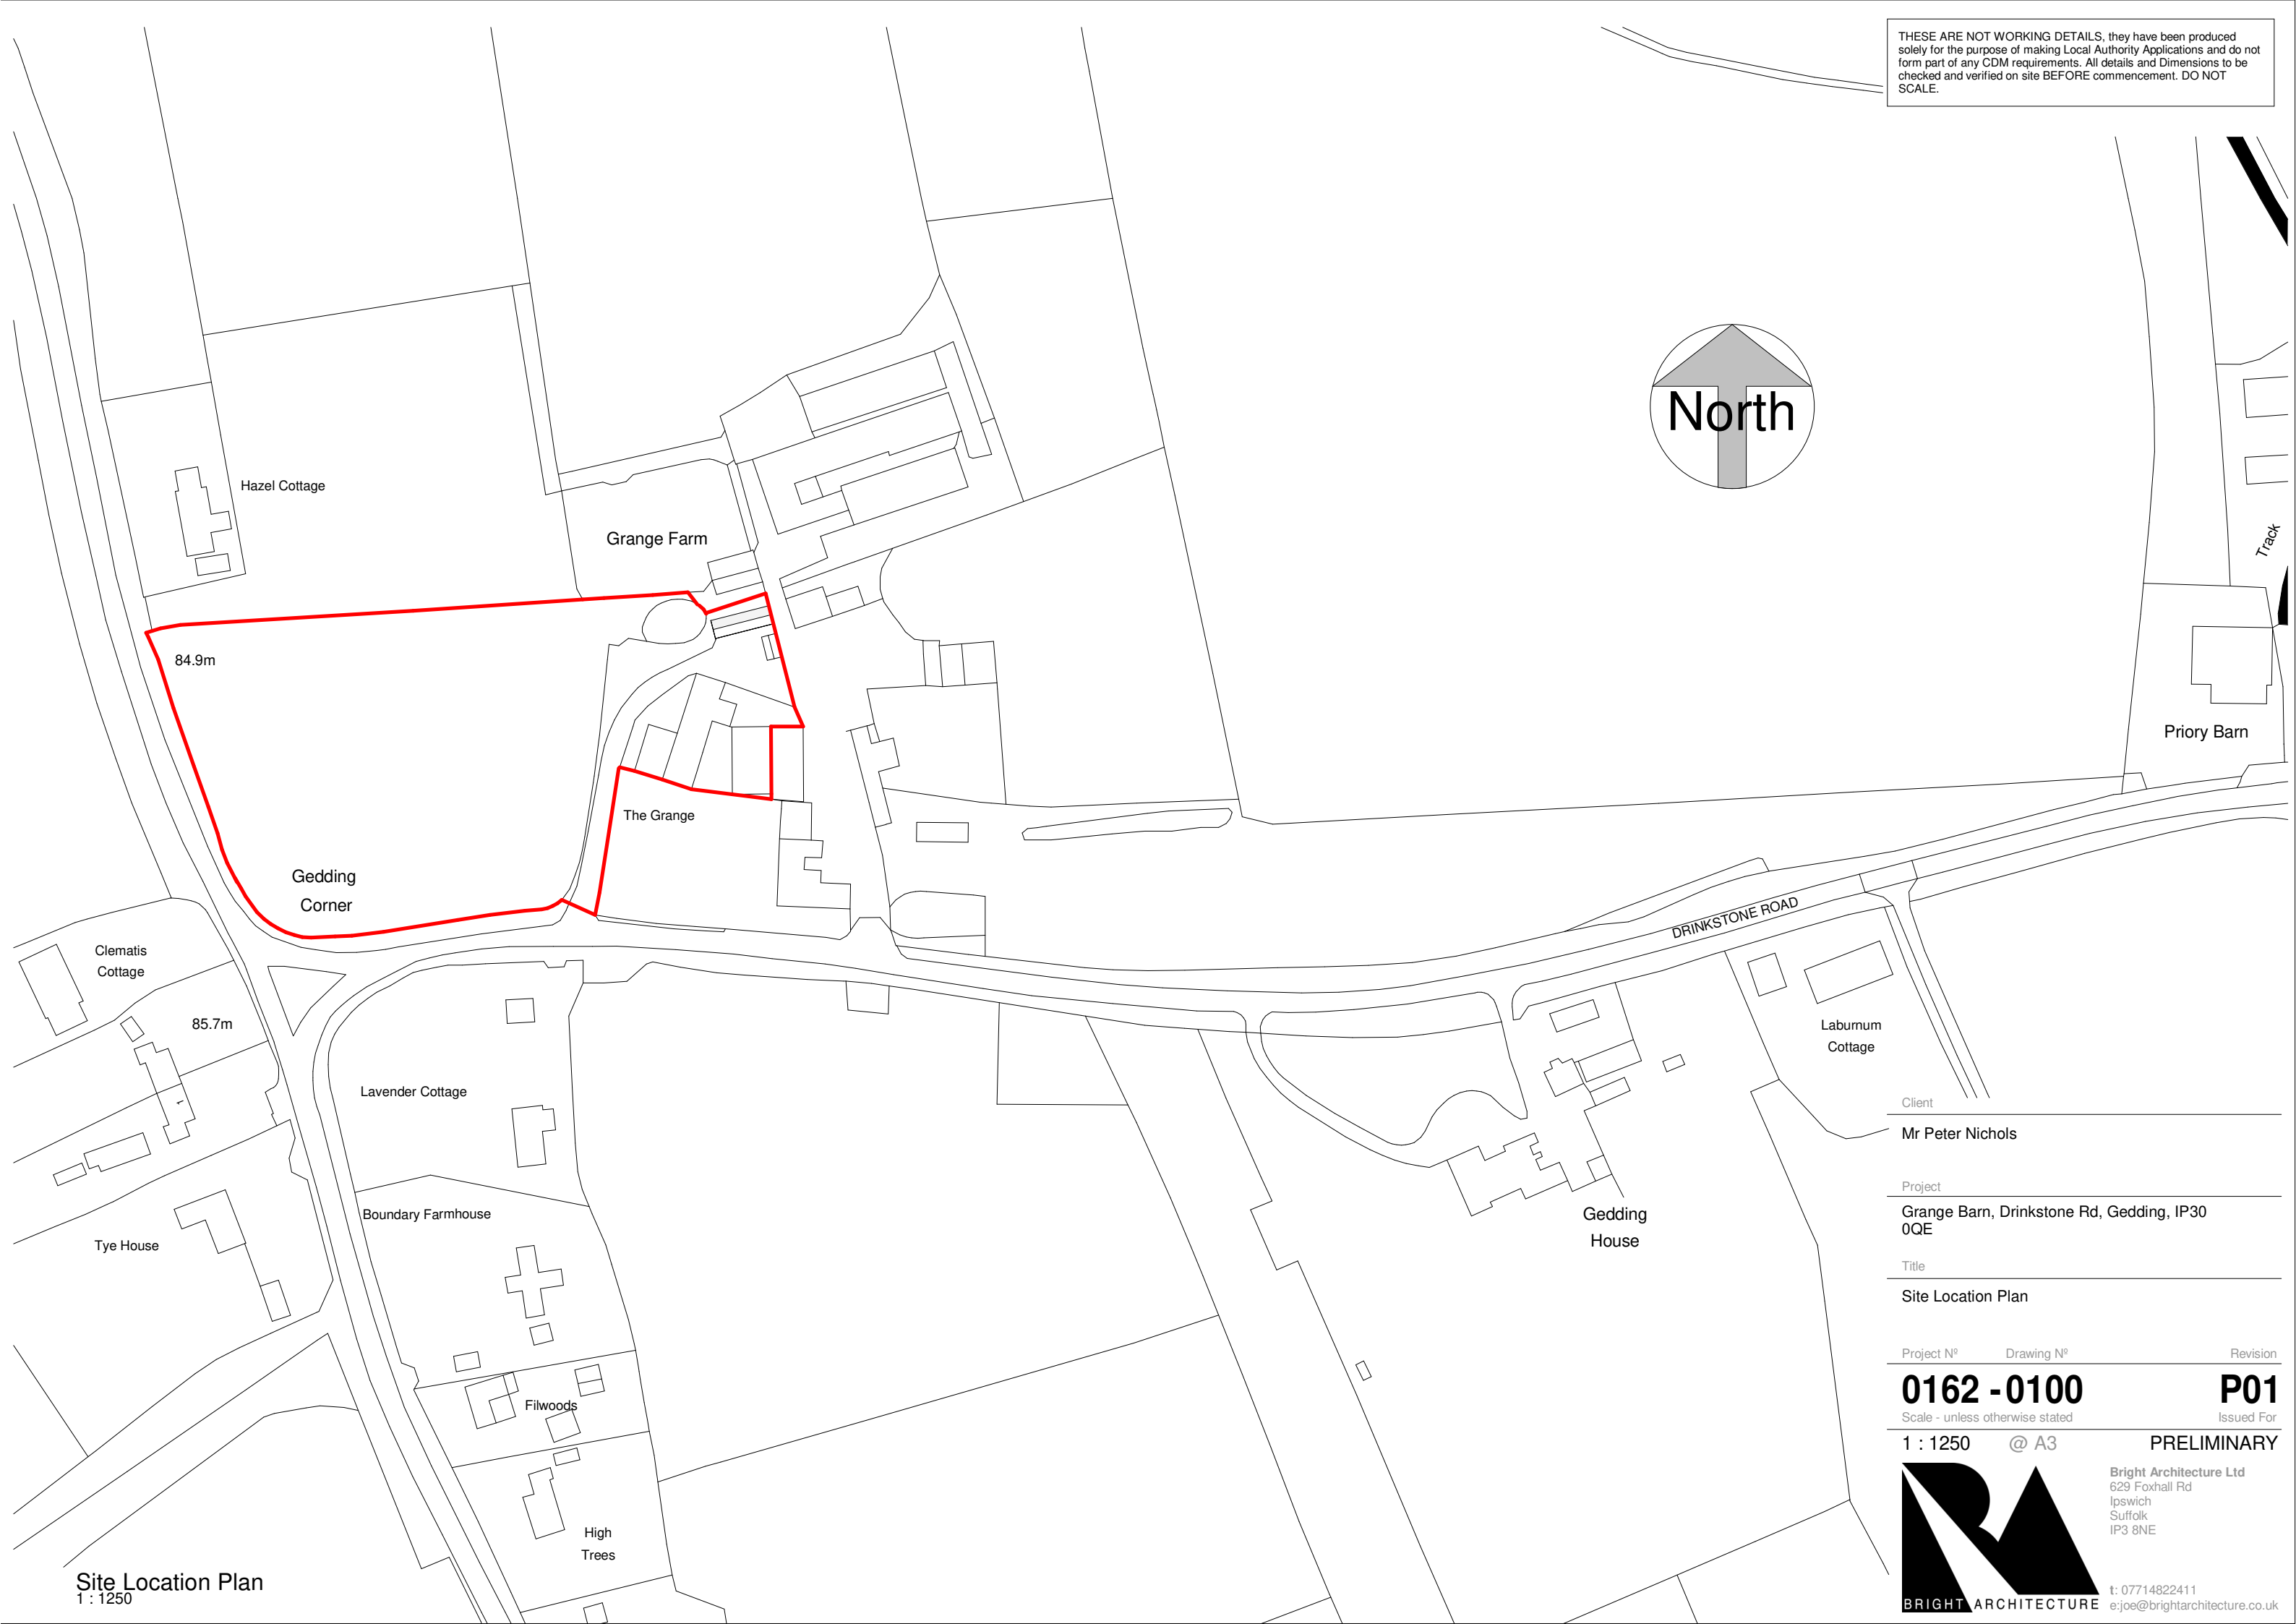 THESE ARE NOT WORKING DETAILS, they have been produced
solely for the purpose of making Local Authority Applications and do not
form part of any CDM requirements. All details and Dimensions to be
checked and verified on site BEFORE commencement. DO NOT
SCALE.
North
Hazel Cottage
Grange Farm
Track
84.9m
Priory Barn
The Grange
Gedding
Corner
DRINKSTONE ROAD
Clematis
Cottage
85.7m
Laburnum
Cottage
Lavender Cottage
Boundary Farmhouse
Tye House
Gedding
House
Filwoods
High
Trees
Site Location Plan
1 : 1250
Client
Mr Peter Nichols
Project
Grange Barn, Drinkstone Rd, Gedding, IP30
0QE
Title
Site Location Plan
Project Nº Drawing Nº Revision
0162 - 0100 P01
Scale - unless otherwise stated Issued For
1 : 1250 @ A3 PRELIMINARY
Bright Architecture Ltd
629 Foxhall Rd
Ipswich
Suffolk
IP3 8NE
t: 07714822411
e:joe@brightarchitecture.co.uk
BRIGHT ARCHITECTURE